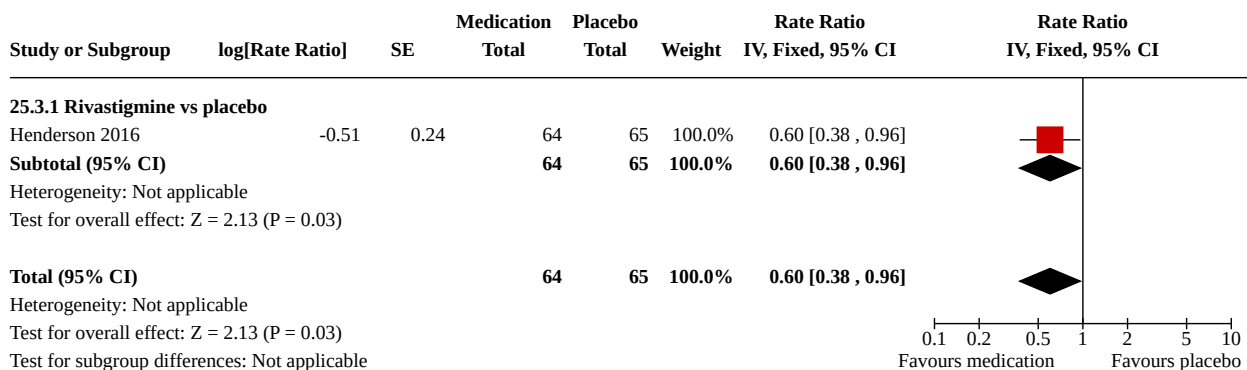 Medication Placebo Rate Ratio Rate Ratio
Study or Subgroup log[Rate Ratio] SE Total Total Weight IV, Fixed, 95% CI IV, Fixed, 95% CI
25.3.1 Rivastigmine vs placebo
Henderson 2016 -0.51 0.24 64 65 100.0% 0.60 [0.38 , 0.96]
Subtotal (95% CI) 64 65 100.0% 0.60 [0.38 , 0.96]
Heterogeneity: Not applicable
Test for overall effect: Z = 2.13 (P = 0.03)
Total (95% CI) 64 65 100.0% 0.60 [0.38 , 0.96]
Heterogeneity: Not applicable
Test for overall effect: Z = 2.13 (P = 0.03)
0.1 0.2 0.5 1 2 5 10
Test for subgroup differences: Not applicable Favours medication Favours placebo